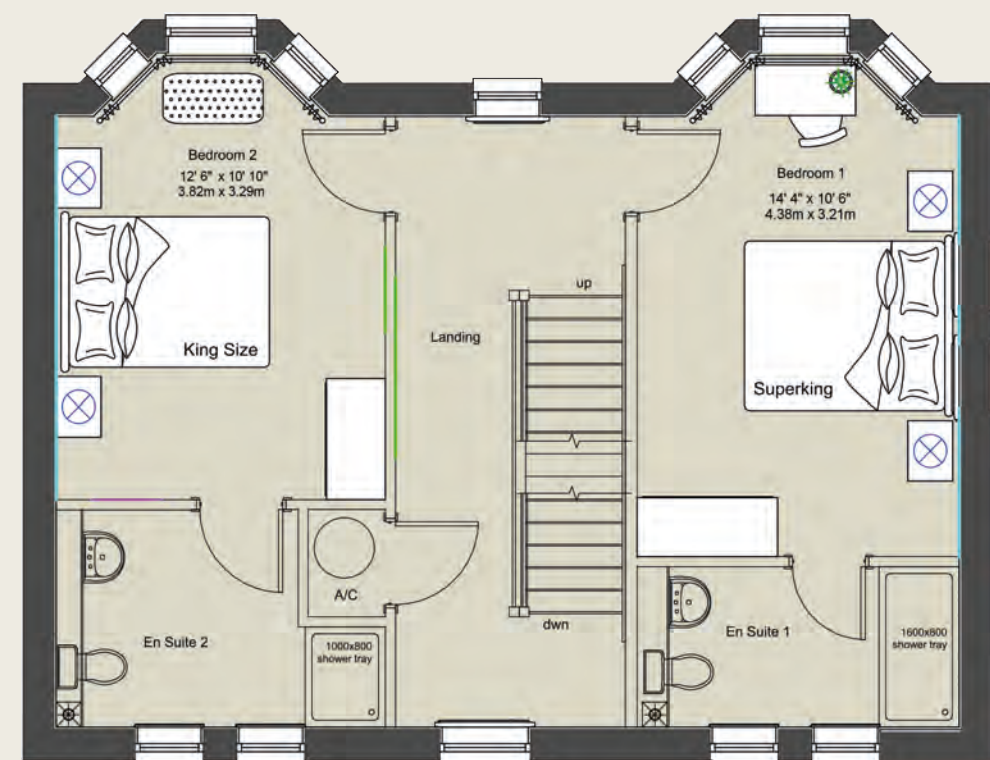 Bedroom 2
12' 6" x 10' 10"
3.82m x 3.29m
King Size
Bedroom 1
14' 4" x 10' 6"
4.38m x 3.21m
Superking
up
Landing
dwn
A/C
En Suite 2
1000x800
shower tray
En Suite 1
1600x800
shower tray